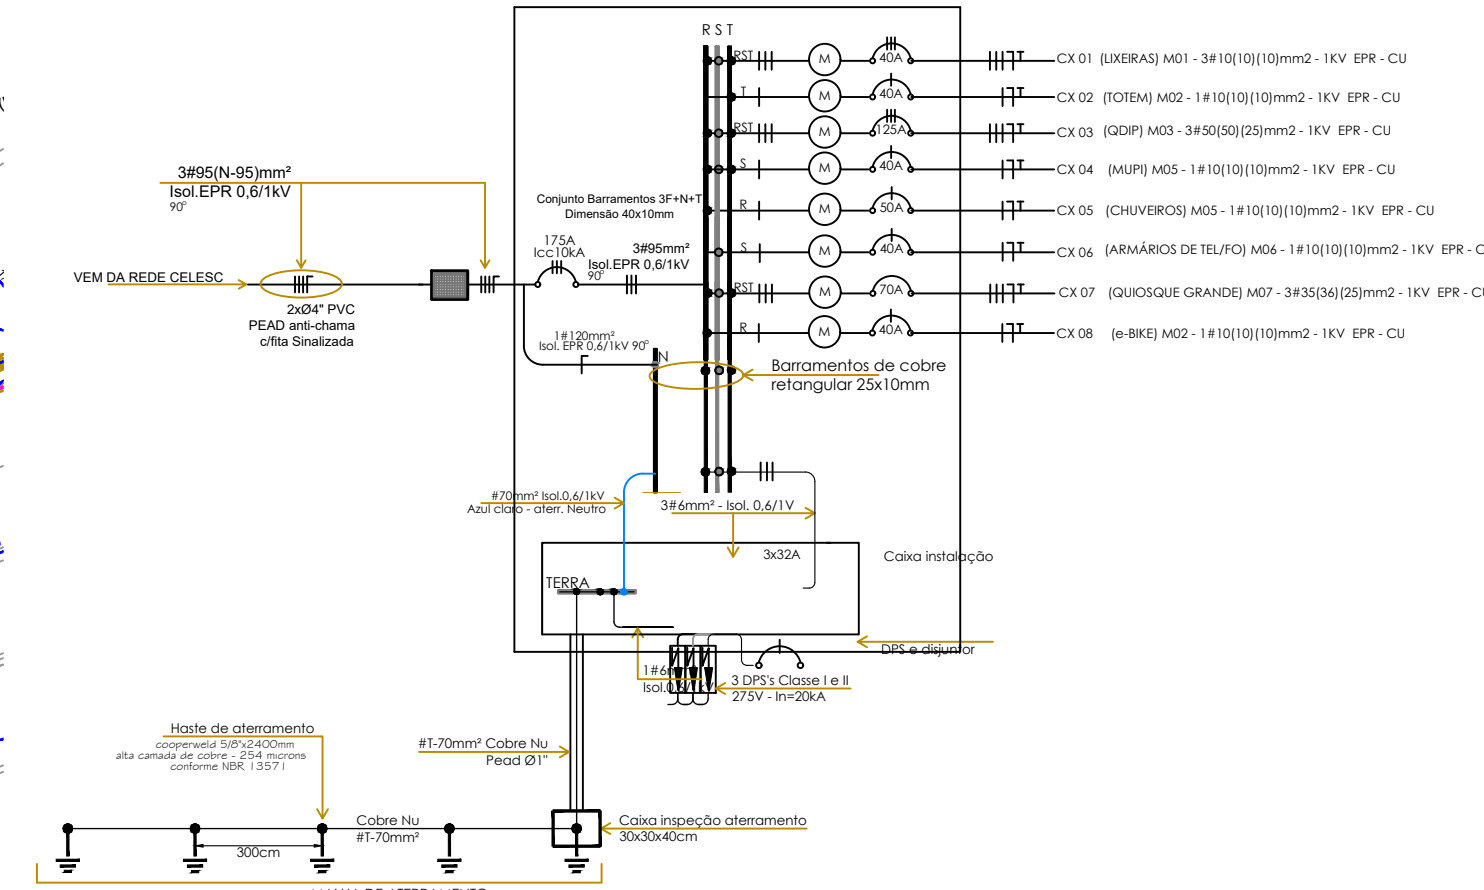 R S T
RST M 40A CX 01 (LIXEIRAS) M01 - 3#10(10)(10)mm2 - 1KV EPR - CU
T M 40A CX 02 (TOTEM) M02 - 1#10(10)(10)mm2 - 1KV EPR - CU
RST M 125A CX 03 (QDIP) M03 - 3#50(50)(25)mm2 - 1KV EPR - CU
S M 40A CX 04 (MUPI) M05 - 1#10(10)(10)mm2 - 1KV EPR - CU
R M 50A CX 05 (CHUVEIROS) M05 - 1#10(10)(10)mm2 - 1KV EPR - CU
S M 40A CX 06 (ARMÁRIOS DE TEL/FO) M06 - 1#10(10)(10)mm2 - 1KV EPR - C
RST M 70A CX 07 (QUIOSQUE GRANDE) M07 - 3#35(36)(25)mm2 - 1KV EPR - CU
R M 40A CX 08 (e-BIKE) M02 - 1#10(10)(10)mm2 - 1KV EPR - CU
3#95(N-95)mm²
Isol.EPR 0,6/1kV
90°
Conjunto Barramentos 3F+N+T
Dimensão 40x10mm
175A
Icc10kA
3#95mm²
Isol.EPR 0,6/1kV
90°
VEM DA REDE CELESC
2xØ4" PVC
PEAD anti-chama
c/fita Sinalizada
1#120mm²
Isol. EPR 0,6/1kV 90°
N
Barramentos de cobre
retangular 25x10mm
#70mm² Isol.0,6/1kV
Azul claro - aterr. Neutro
3#6mm² - Isol. 0,6/1V
3x32A
Caixa instalação
TERRA
DPS e disjuntor
1#6m
Isol.0,6/1kV
3 DPS's Classe I e II
275V - In=20kA
Haste de aterramento
cooperweld 5/8"x2400mm
alta camada de cobre - 254 microns
conforme NBR 13571
#T-70mm² Cobre Nu
Pead Ø1"
Cobre Nu
#T-70mm²
300cm
Caixa inspeção aterramento
30x30x40cm
MALHA DE ATERRAMENTO